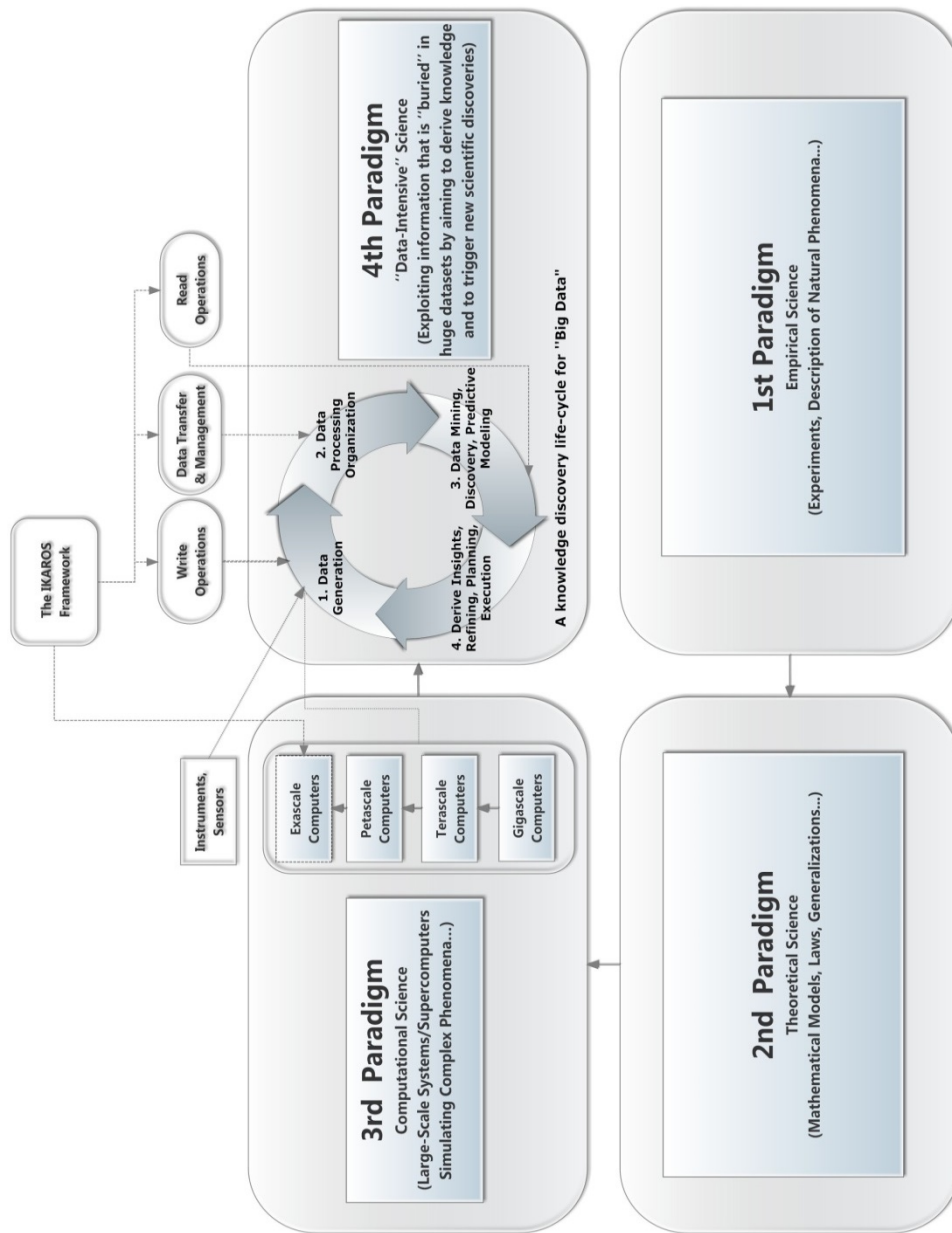 The IKAROS
Framework
Write
Operations
Data Transfer
& Management
Read
Operations
Instruments,
Sensors
3rd Paradigm
Computational Science
(Large-Scale Systems/Supercomputers
Simulating Complex Phenomena...)
Exascale
Computers
Petascale
Computers
Terascale
Computers
Gigascale
Computers
1. Data
Generation
2. Data
Processing
Organization
3. Data Mining,
Discovery, Predictive
Modeling
4. Derive Insights,
Refining, Planning,
Execution
4th Paradigm
"Data-Intensive" Science
(Exploiting information that is "buried" in
huge datasets by aiming to derive knowledge
and to trigger new scientific discoveries)
A knowledge discovery life-cycle for "Big Data"
2nd Paradigm
Theoretical Science
(Mathematical Models, Laws, Generalizations...)
1st Paradigm
Empirical Science
(Experiments, Description of Natural Phenomena...)